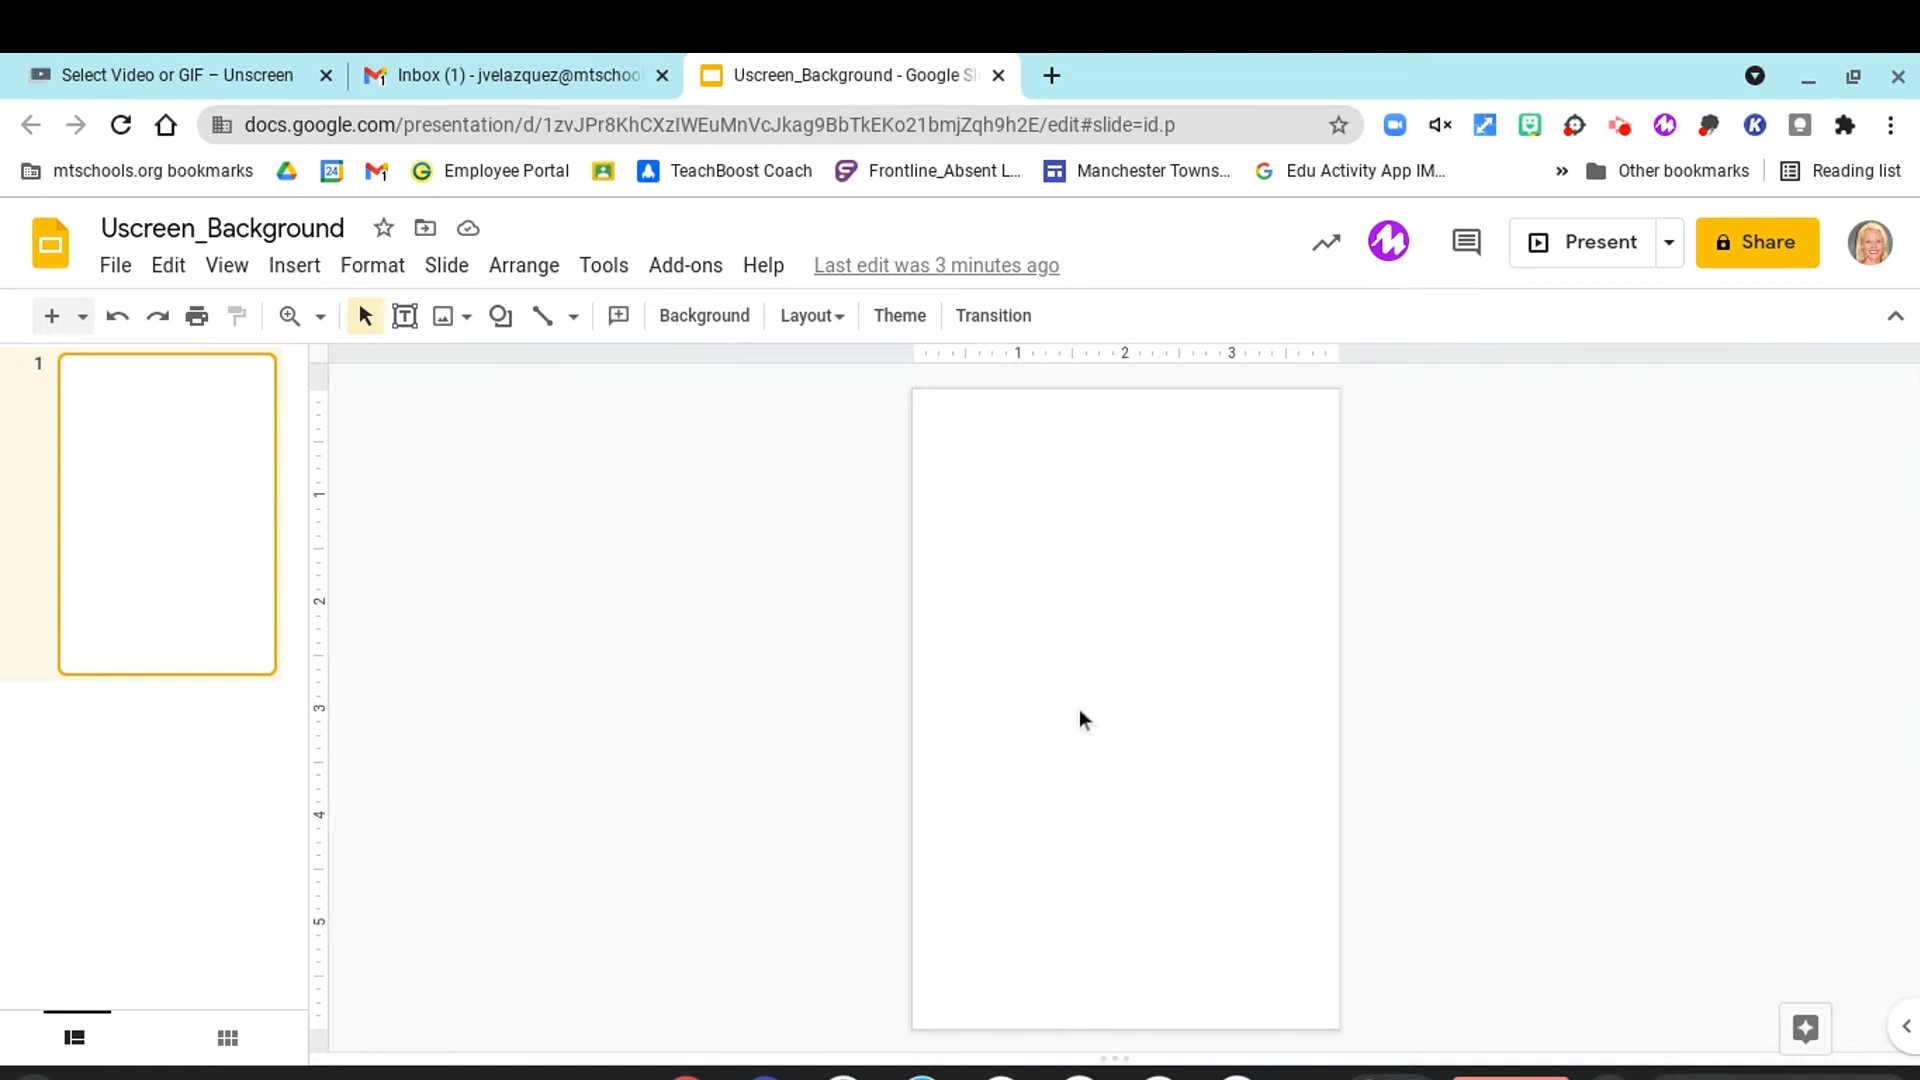 Select Video or GIF – Unscreen
Inbox (1) - jvelazquez@mtschoo
Uscreen_Background - Google Sl
docs.google.com/presentation/d/1zvJPr8KhCXzIWEuMnVcJkag9BbTkEKo21bmjZqh9h2E/edit#slide=id.p
mtschools.org bookmarks
24
Employee Portal
TeachBoost Coach
Frontline_Absent L...
Manchester Towns...
Edu Activity App IM...
»
Other bookmarks
Reading list
Uscreen_Background
File Edit View Insert Format Slide Arrange Tools Add-ons Help
Last edit was 3 minutes ago
Present
Share
Background
Layout
Theme
Transition
1 2 3
1
1
2
3
4
5